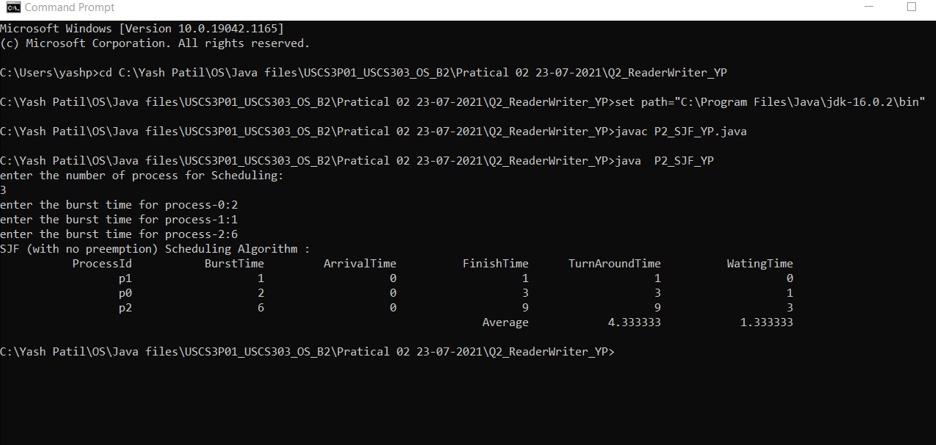 Command Prompt
Microsoft Windows [Version 10.0.19042.1165]
(c) Microsoft Corporation. All rights reserved.
C:\Users\yashp>cd C:\Yash Patil\OS\Java files\USCS3P01_USCS303_OS_B2\Pratical 02 23-07-2021\Q2_ReaderWriter_YP
C:\Yash Patil\OS\Java files\USCS3P01_USCS303_OS_B2\Pratical 02 23-07-2021\Q2_ReaderWriter_YP>set path="C:\Program Files\Java\jdk-16.0.2\bin"
C:\Yash Patil\OS\Java files\USCS3P01_USCS303_OS_B2\Pratical 02 23-07-2021\Q2_ReaderWriter_YP>javac P2_SJF_YP.java
C:\Yash Patil\OS\Java files\USCS3P01_USCS303_OS_B2\Pratical 02 23-07-2021\Q2_ReaderWriter_YP>java  P2_SJF_YP
enter the number of process for Scheduling:
3
enter the burst time for process-0:2
enter the burst time for process-1:1
enter the burst time for process-2:6
SJF (with no preemption) Scheduling Algorithm :
ProcessId BurstTime ArrivalTime FinishTime TurnAroundTime WatingTime
p1 1 0 1 1 0
p0 2 0 3 3 1
p2 6 0 9 9 3
Average 4.333333 1.333333
C:\Yash Patil\OS\Java files\USCS3P01_USCS303_OS_B2\Pratical 02 23-07-2021\Q2_ReaderWriter_YP>